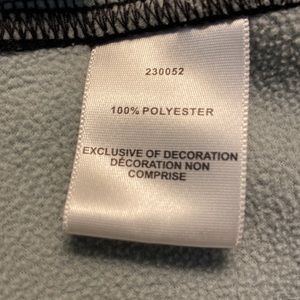 230052
100% POLYESTER
EXCLUSIVE OF DECORATION
DÉCORATION NON
COMPRISE